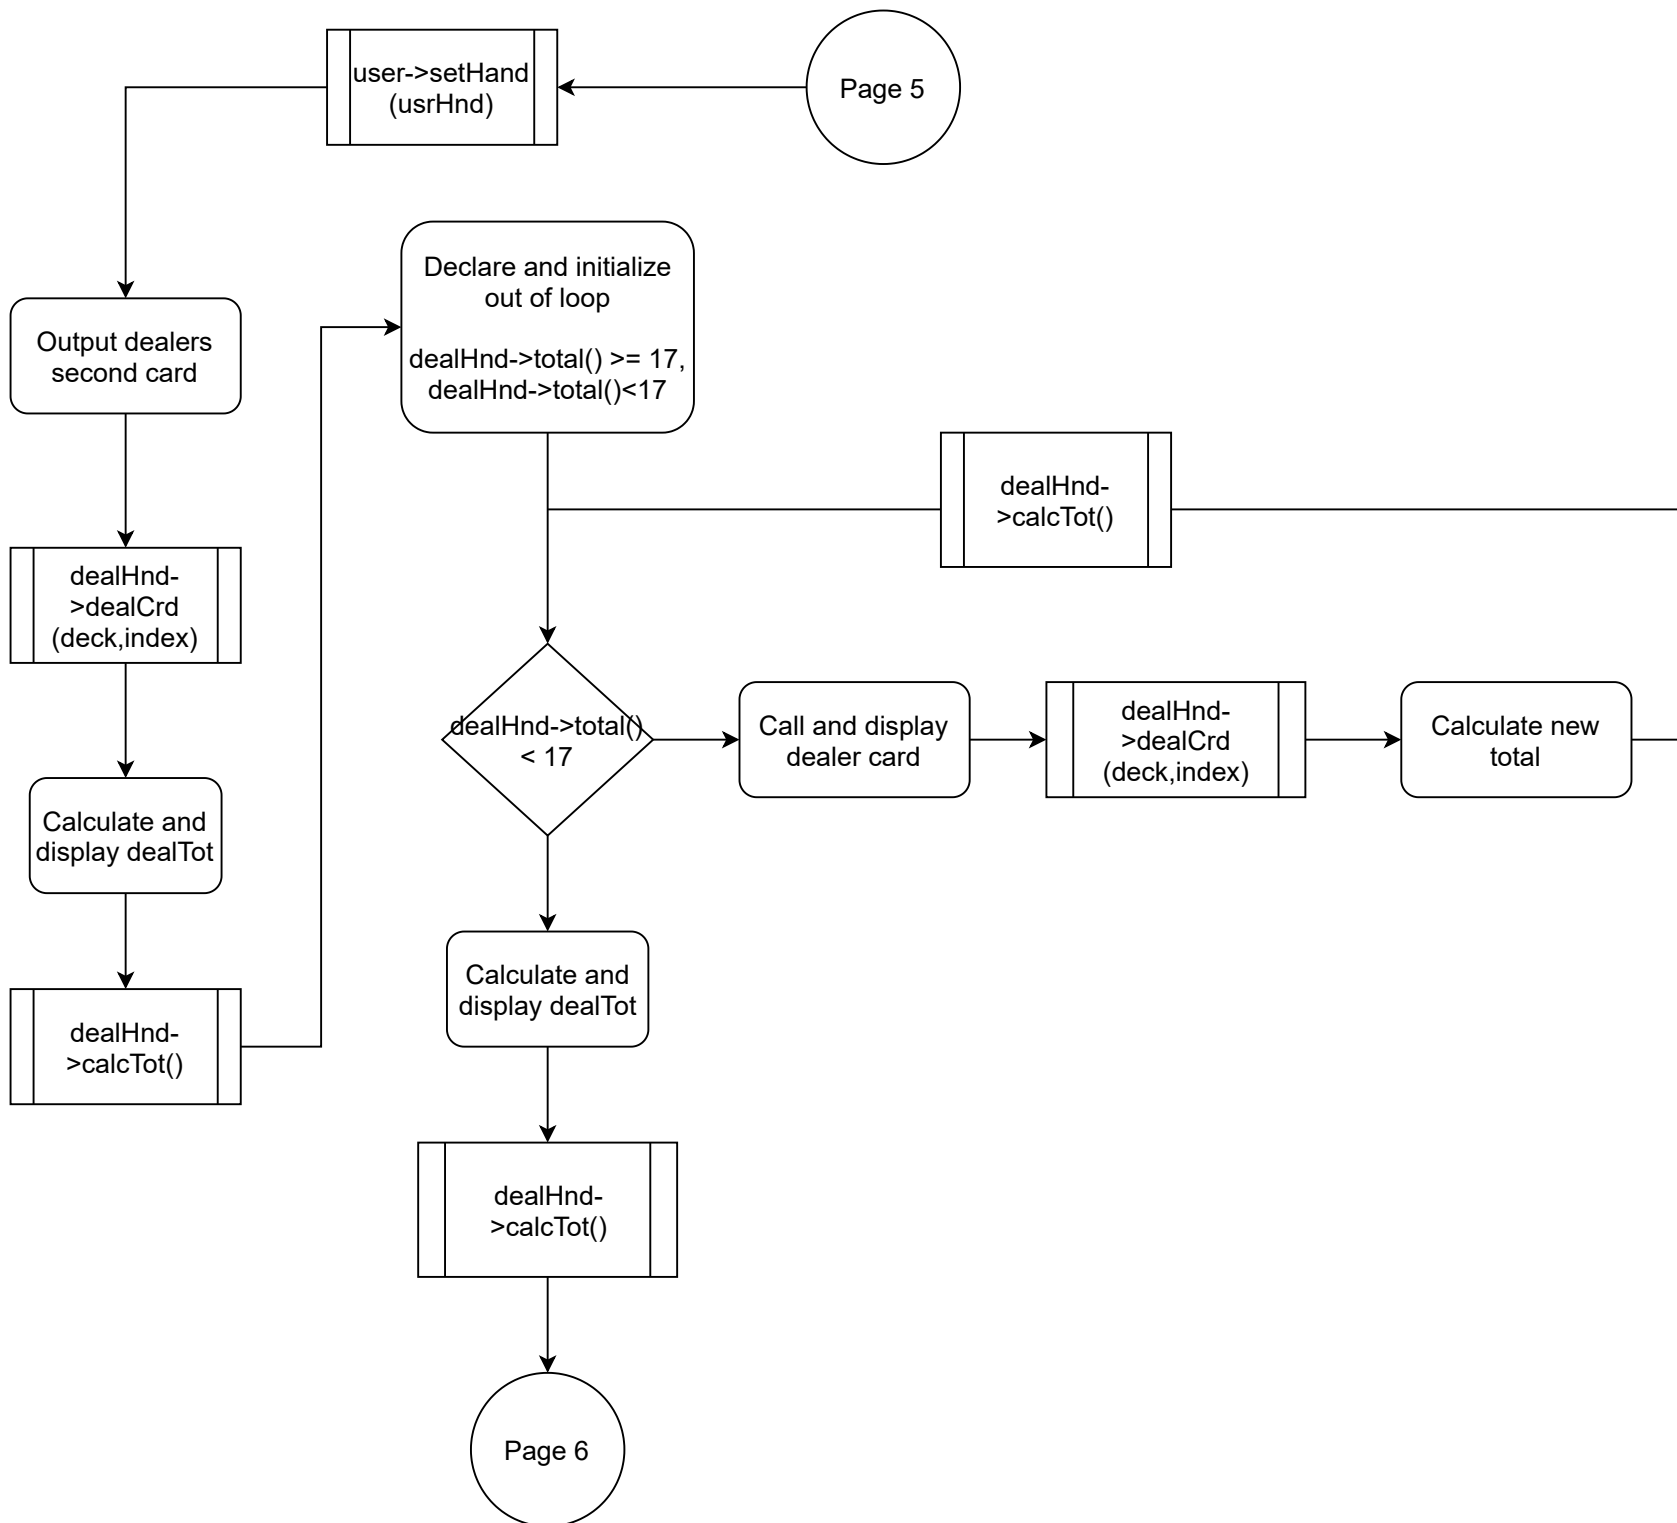 Page 5
user->setHand
(usrHnd)
Output dealers
second card
dealHnd-
>dealCrd
(deck,index)
Calculate and
display dealTot
dealHnd-
>calcTot()
Declare and initialize
out of loop
dealHnd->total() >= 17,
dealHnd->total()<17
dealHnd-
>calcTot()
dealHnd->total()
< 17
Call and display
dealer card
dealHnd-
>dealCrd
(deck,index)
Calculate new
total
Calculate and
display dealTot
dealHnd-
>calcTot()
Page 6